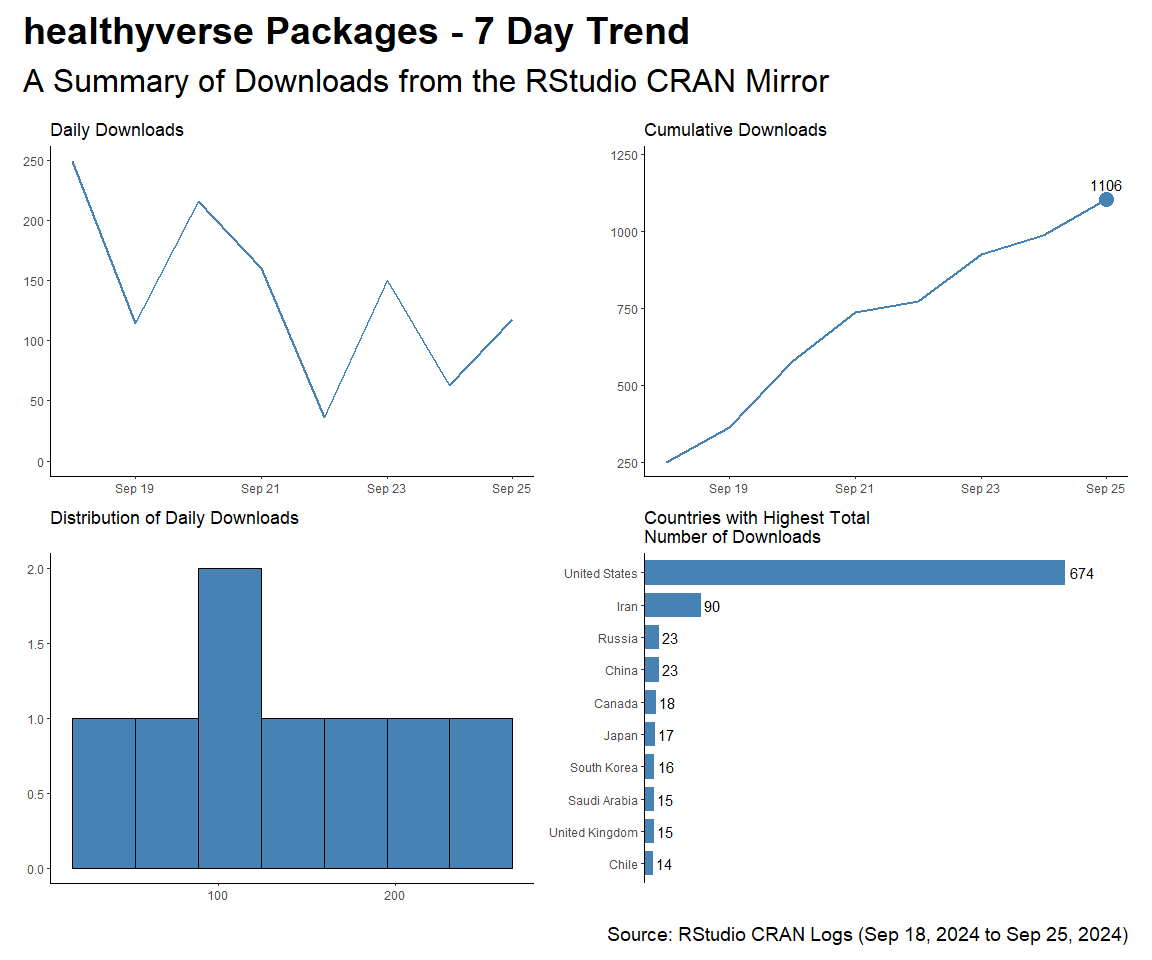 healthyverse Packages - 7 Day Trend
A Summary of Downloads from the RStudio CRAN Mirror
Daily Downloads
250
200
150
100
50
0
Sep 19
Sep 21
Sep 23
Sep 25
Cumulative Downloads
1250
1000
750
500
250
1106
Sep 19
Sep 21
Sep 23
Sep 25
Distribution of Daily Downloads
2.0
1.5
1.0
0.5
0.0
100
200
Countries with Highest Total
Number of Downloads
United States 674
Iran 90
Russia 23
China 23
Canada 18
Japan 17
South Korea 16
Saudi Arabia 15
United Kingdom 15
Chile 14
Source: RStudio CRAN Logs (Sep 18, 2024 to Sep 25, 2024)